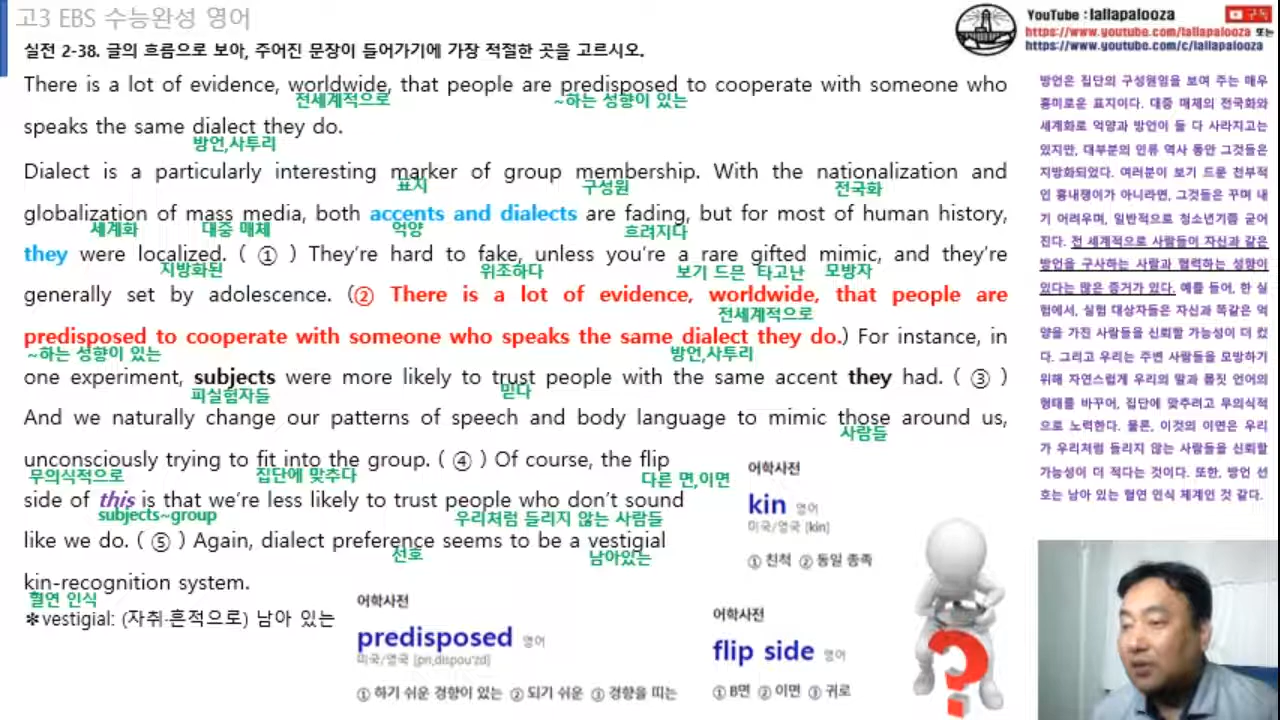 고3 EBS 수능완성 영어
YouTube : lallapalooza
구독
https://www.youtube.com/lallapalooza 또는
https://www.youtube.com/c/lallapalooza
실전 2-38. 글의 흐름으로 보아, 주어진 문장이 들어가기에 가장 적절한 곳을 고르시오.
There is a lot of evidence, worldwide, that people are predisposed to cooperate with someone who
전세계적으로 ~하는 성향이 있는
speaks the same dialect they do.
방언,사투리
Dialect is a particularly interesting marker of group membership. With the nationalization and
표지 구성원 전국화
globalization of mass media, both accents and dialects are fading, but for most of human history,
세계화 대중 매체 억양 흐려지다
they were localized. ( ① ) They're hard to fake, unless you're a rare gifted mimic, and they're
지방화된 위조하다 보기 드믄 타고난 모방자
generally set by adolescence. (② There is a lot of evidence, worldwide, that people are
전세계적으로
predisposed to cooperate with someone who speaks the same dialect they do.) For instance, in
~하는 성향이 있는 방언,사투리
one experiment, subjects were more likely to trust people with the same accent they had. ( ③ )
피실험자들 믿다
And we naturally change our patterns of speech and body language to mimic those around us,
사람들
unconsciously trying to fit into the group. ( ④ ) Of course, the flip
무의식적으로 집단에 맞추다 다른 면,이면
side of this is that we're less likely to trust people who don't sound
subjects~group 우리처럼 들리지 않는 사람들
like we do. ( ⑤ ) Again, dialect preference seems to be a vestigial
선호 남아있는
kin-recognition system.
혈연 인식
＊vestigial: (자취·흔적으로) 남아 있는
어학사전
predisposed 영어
미국/영국 [pri‚dispou'zd]
① 하기 쉬운 경향이 있는 ② 되기 쉬운 ③ 경향을 띠는
어학사전
kin 영어
미국/영국 [kin]
① 친척 ② 동일 종족
어학사전
flip side 영어
① B면 ② 이면 ③ 귀로
?
방언은 집단의 구성원임을 보여 주는 매우
흥미로운 표지이다. 대중 매체의 전국화와
세계화로 억양과 방언이 둘 다 사라지고는
있지만, 대부분의 인류 역사 동안 그것들은
지방화되었다. 여러분이 보기 드문 천부적
인 흉내쟁이가 아니라면, 그것들은 꾸며 내
기 어려우며, 일반적으로 청소년기쯤 굳어
진다. 전 세계적으로 사람들이 자신과 같은
방언을 구사하는 사람과 협력하는 성향이
있다는 많은 증거가 있다. 예를 들어, 한 실
험에서, 실험 대상자들은 자신과 똑같은 억
양을 가진 사람들을 신뢰할 가능성이 더 컸
다. 그리고 우리는 주변 사람들을 모방하기
위해 자연스럽게 우리의 말과 몸짓 언어의
형태를 바꾸어, 집단에 맞추려고 무의식적
으로 노력한다. 물론, 이것의 이면은 우리
가 우리처럼 들리지 않는 사람들을 신뢰할
가능성이 더 적다는 것이다. 또한, 방언 선
호는 남아 있는 혈연 인식 체계인 것 같다.